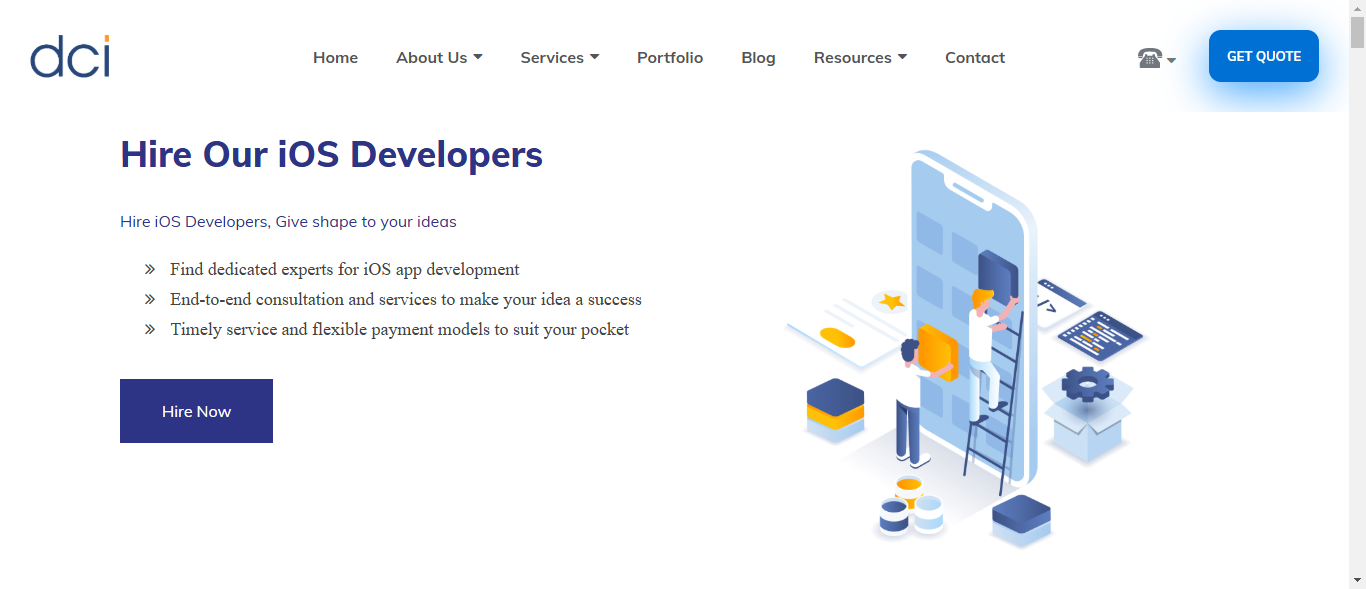 dci
Home About Us Services Portfolio Blog Resources Contact GET QUOTE
Hire Our iOS Developers
Hire iOS Developers, Give shape to your ideas
Find dedicated experts for iOS app development
End-to-end consultation and services to make your idea a success
Timely service and flexible payment models to suit your pocket
Hire Now